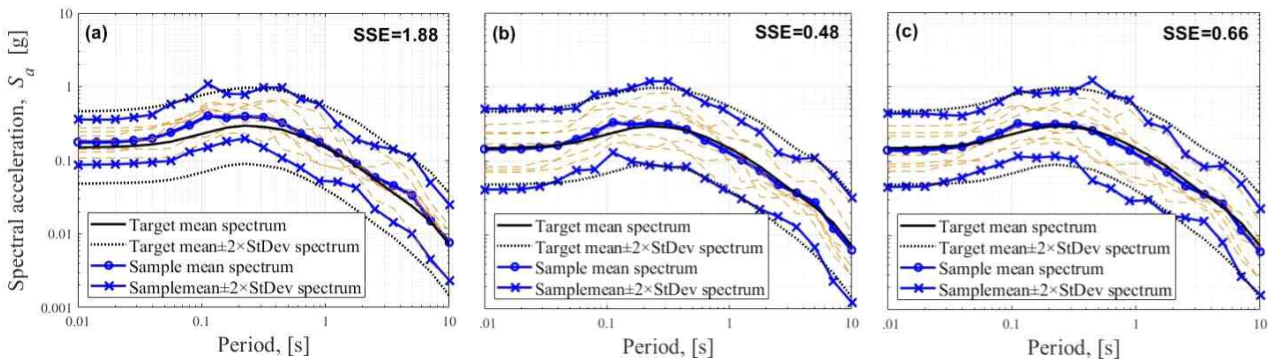 Spectral acceleration, Sa [g]
10
1
0.1
0.01
0.001
(a)
SSE=1.88
Target mean spectrum
Target mean±2×StDev spectrum
Sample mean spectrum
Samplemean±2×StDev spectrum
0.01
0.1
1
10
Period, [s]
(b)
SSE=0.48
Target mean spectrum
Target mean±2×StDev spectrum
Sample mean spectrum
Samplemean±2×StDev spectrum
.01
0.1
1
10
Period, [s]
(c)
SSE=0.66
Target mean spectrum
Target mean±2×StDev spectrum
Sample mean spectrum
Samplemean±2×StDev spectrum
.01
0.1
1
10
Period, [s]